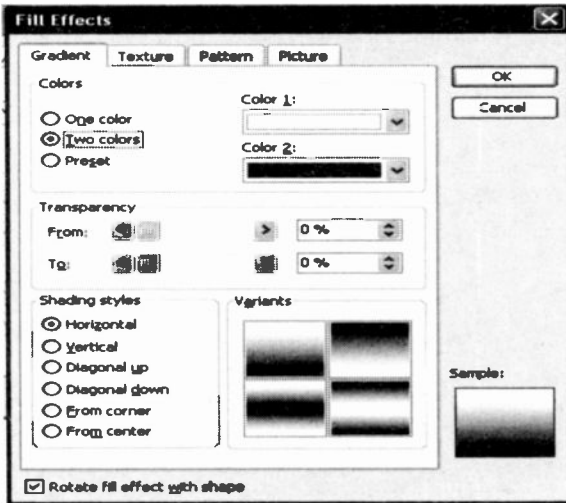 Fill Effects
Gradient Texture Pattern Picture
OK
Cancel
Colors
One color
Two colors
Preset
Color 1:
Color 2:
Transparency
From: 0 %
To: 0 %
Shading styles
Horizontal
Vertical
Diagonal up
Diagonal down
From corner
From center
Variants
Sample:
Rotate fill effect with shape